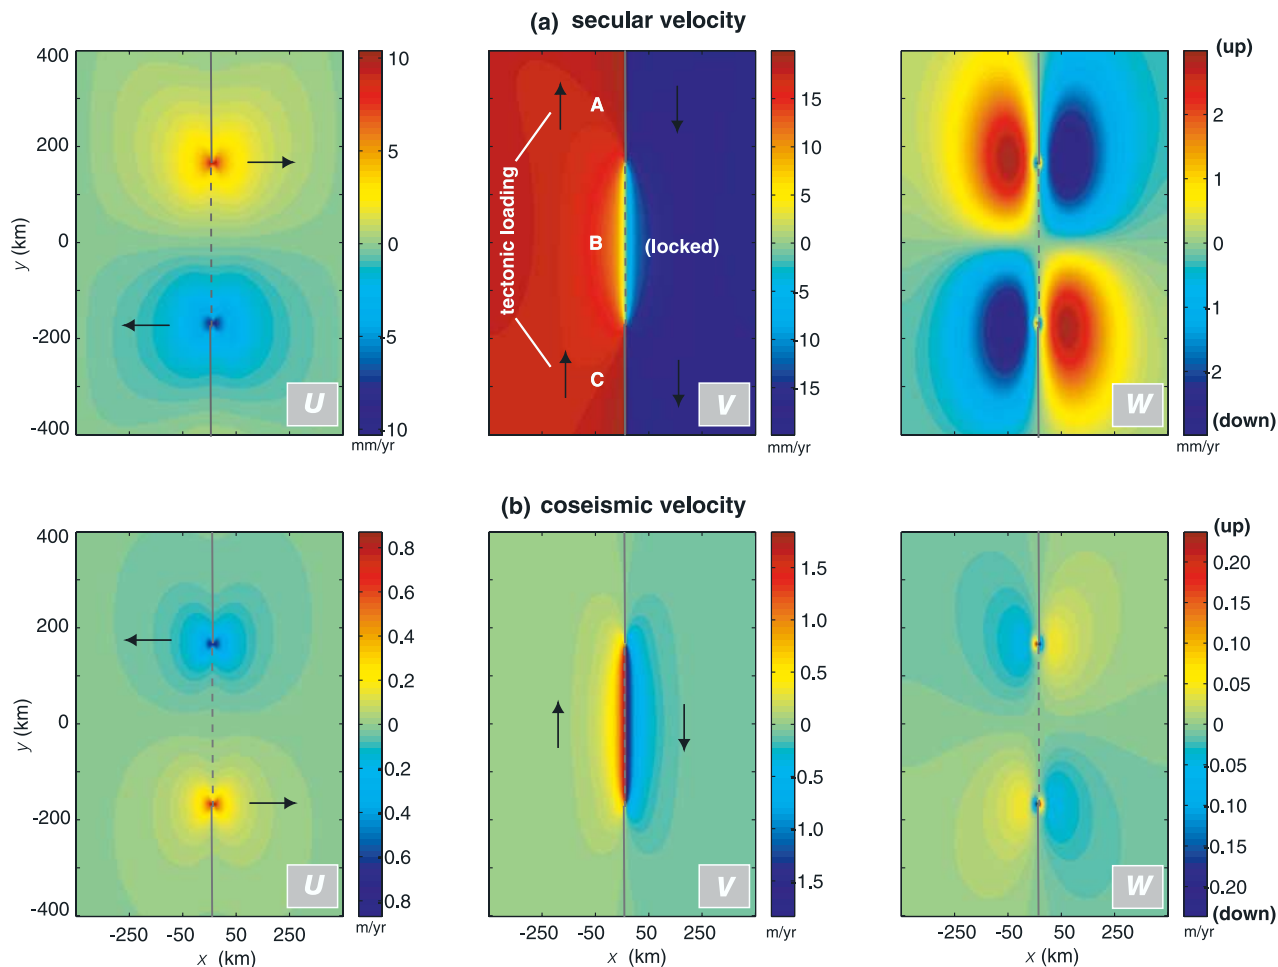 (a) secular velocity
400
200
0
-200
-400
y (km)
U
10
5
0
-5
-10
mm/yr
A
B
C
tectonic loading
(locked)
V
15
10
5
0
-5
-10
-15
mm/yr
W
(up)
2
1
0
-1
-2
(down)
mm/yr
(b) coseismic velocity
400
200
0
-200
-400
y (km)
-250 -50 50 250
x (km)
U
0.8
0.6
0.4
0.2
0
0.2
0.4
0.6
0.8
m/yr
V
-250 -50 50 250
x (km)
1.5
1.0
0.5
0
-0.5
-1.0
-1.5
m/yr
W
-250 -50 50 250
x (km)
(up)
0.20
0.15
0.10
0.05
0
0.05
0.10
0.15
0.20
(down)
m/yr